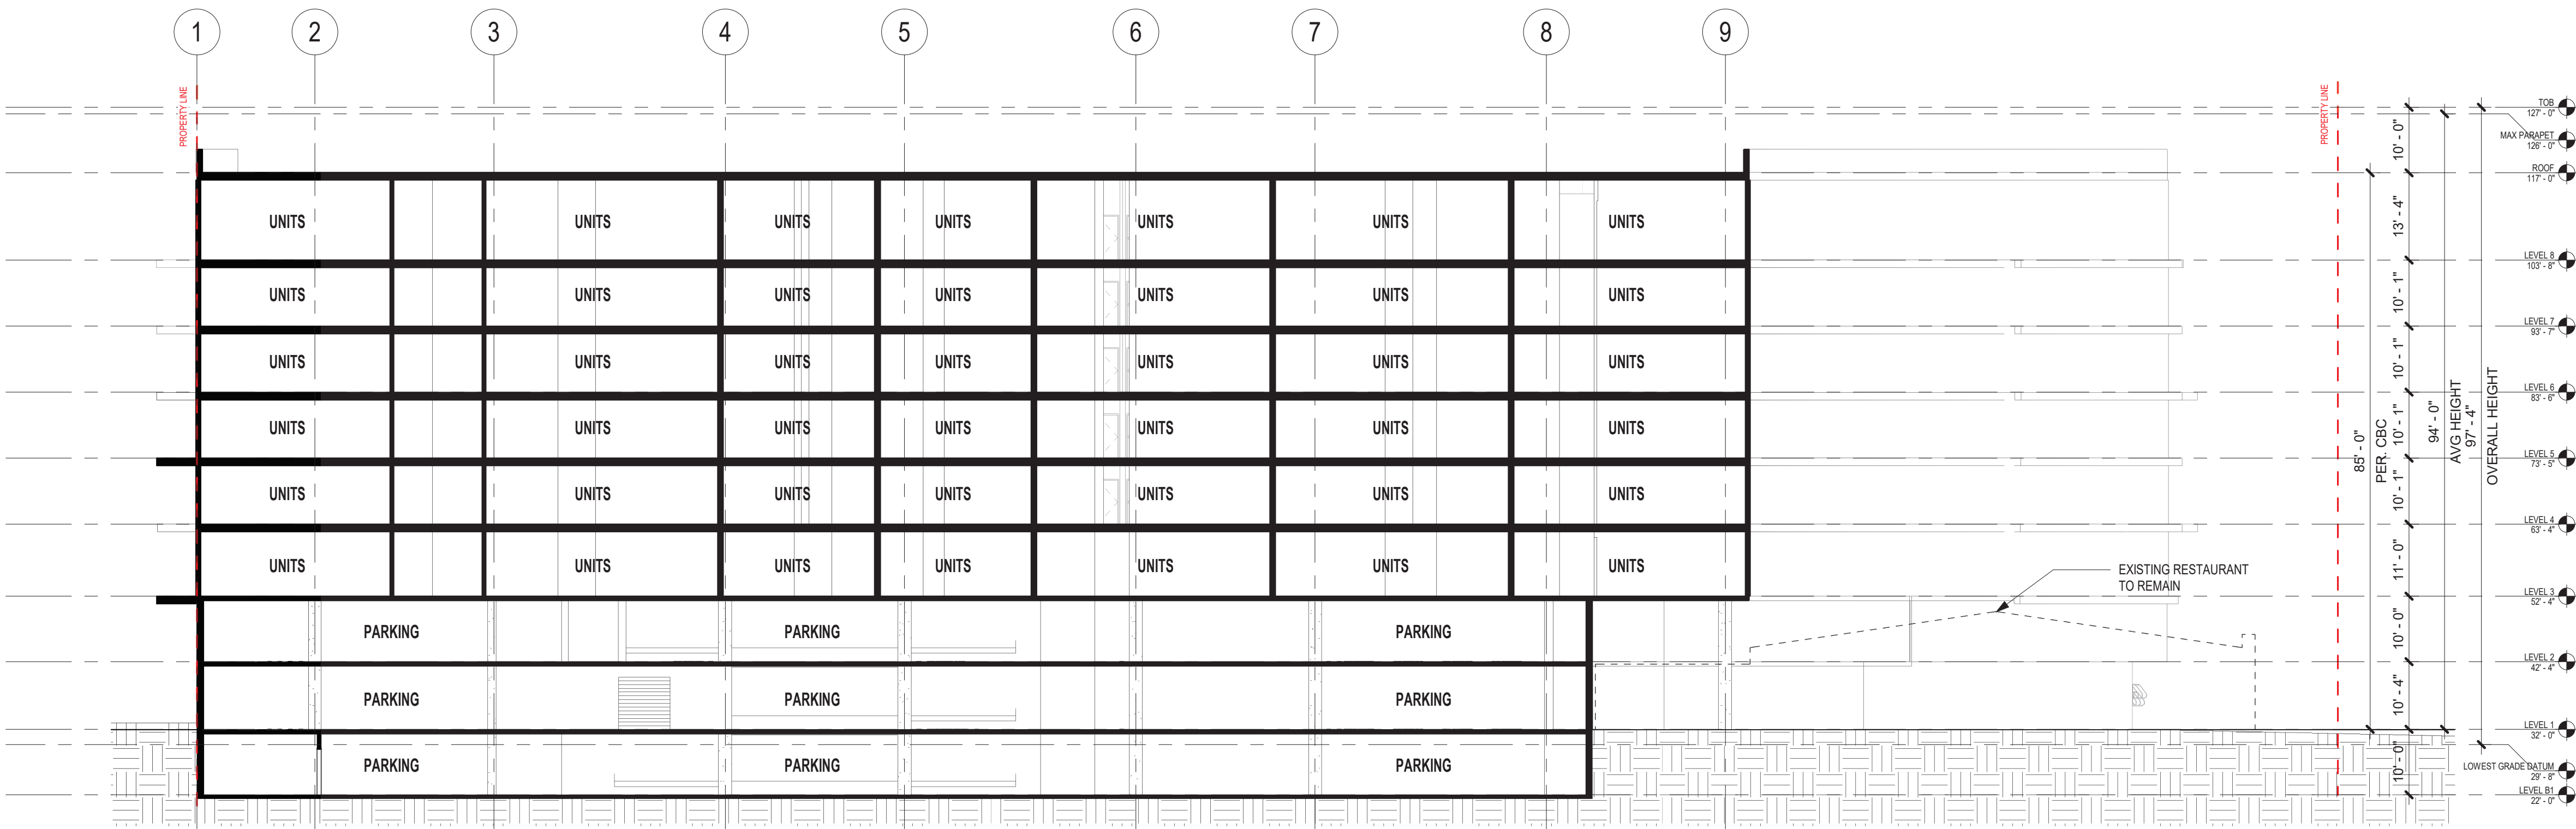 1 2 3 4 5 6 7 8 9
PROPERTY LINE
PROPERTY LINE
TOB
127' - 0"
MAX PARAPET
126' - 0"
ROOF
117' - 0"
LEVEL 8
103' - 8"
LEVEL 7
93' - 7"
LEVEL 6
83' - 6"
LEVEL 5
73' - 5"
LEVEL 4
63' - 4"
LEVEL 3
52' - 4"
LEVEL 2
42' - 4"
LEVEL 1
32' - 0"
LOWEST GRADE DATUM
29' - 8"
LEVEL B1
22' - 0"
10' - 0"
13' - 4"
10' - 1"
10' - 1"
10' - 1"
10' - 1"
11' - 0"
10' - 0"
10' - 4"
10' - 0"
85' - 0"
PER. CBC
94' - 0"
AVG HEIGHT
97' - 4"
OVERALL HEIGHT
UNITS UNITS UNITS UNITS UNITS UNITS UNITS
UNITS UNITS UNITS UNITS UNITS UNITS UNITS
UNITS UNITS UNITS UNITS UNITS UNITS UNITS
UNITS UNITS UNITS UNITS UNITS UNITS UNITS
UNITS UNITS UNITS UNITS UNITS UNITS UNITS
UNITS UNITS UNITS UNITS UNITS UNITS UNITS
EXISTING RESTAURANT
TO REMAIN
PARKING PARKING PARKING
PARKING PARKING PARKING
PARKING PARKING PARKING